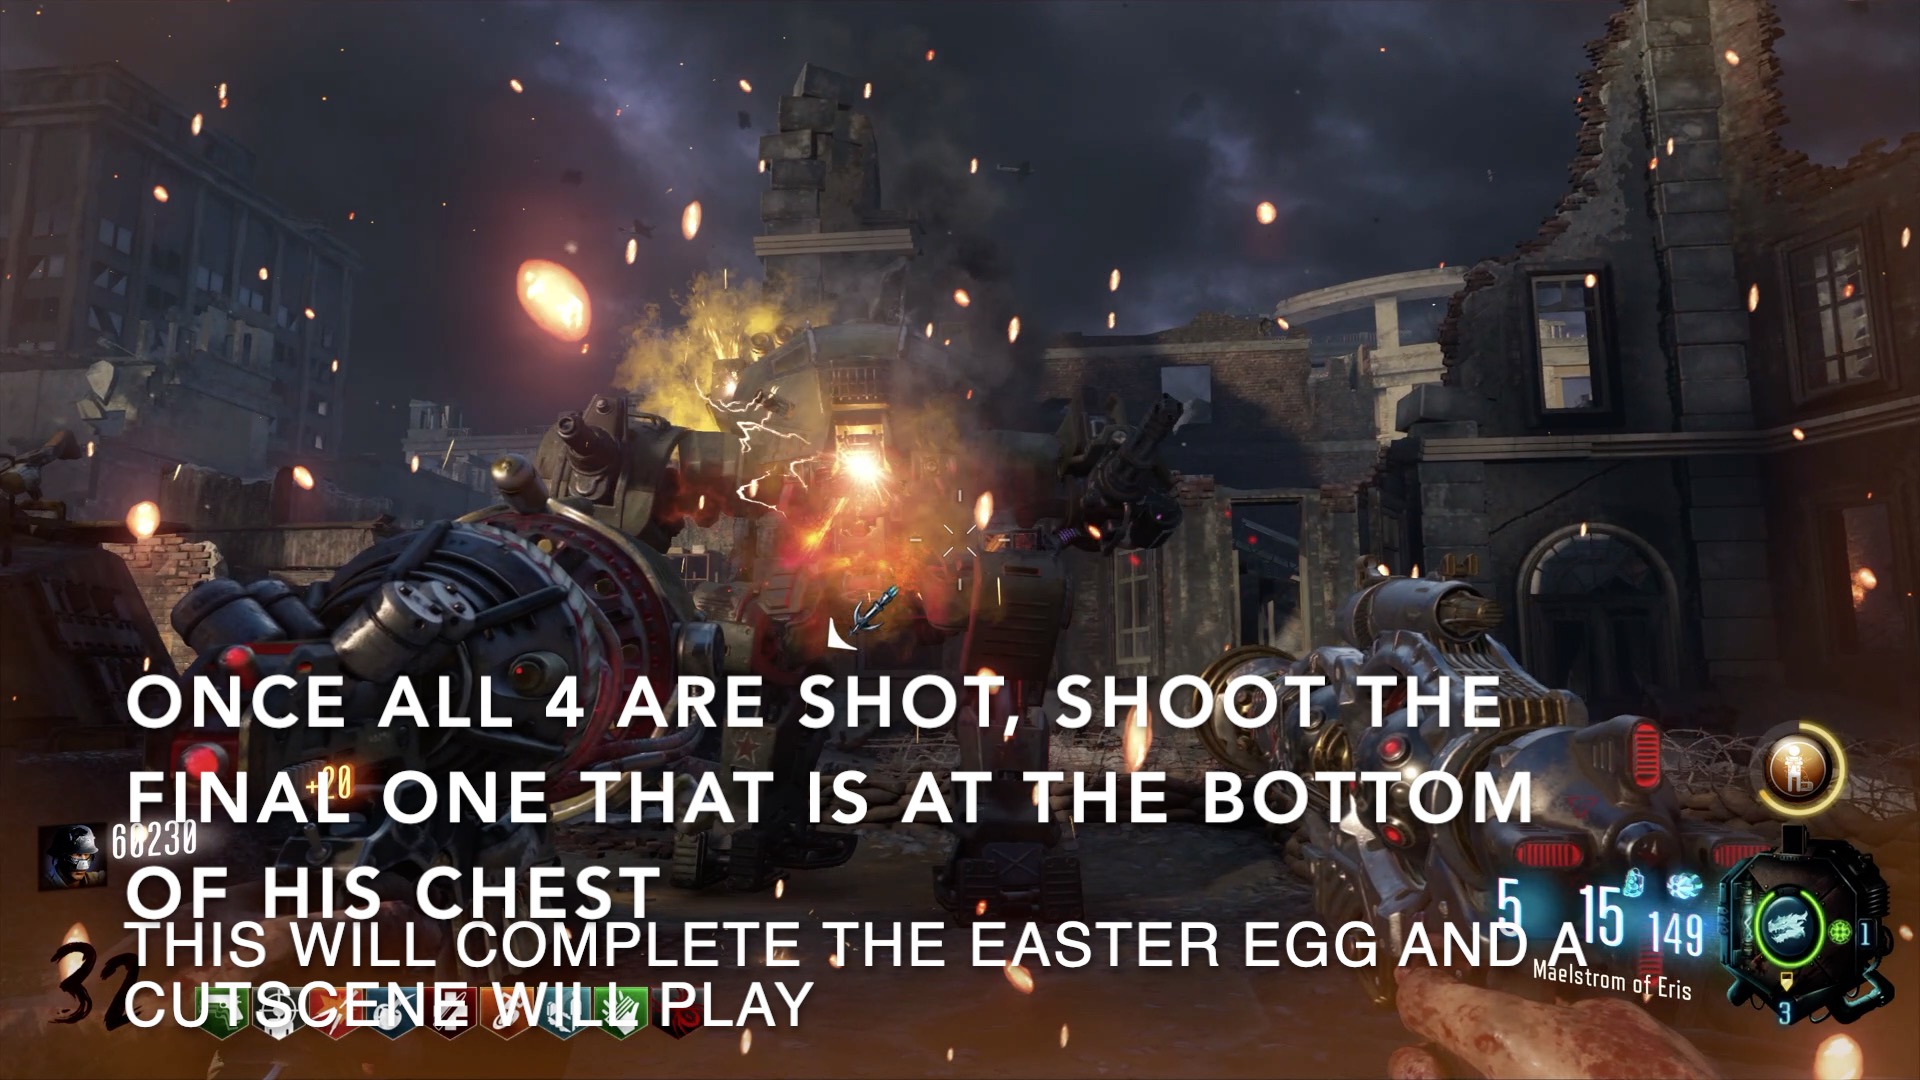 ONCE ALL 4 ARE SHOT, SHOOT THE
FINAL ONE THAT IS AT THE BOTTOM
OF HIS CHEST
THIS WILL COMPLETE THE EASTER EGG AND A
CUTSCENE WILL PLAY
+20
60230
32
5 15 149
Maelstrom of Eris
1
3